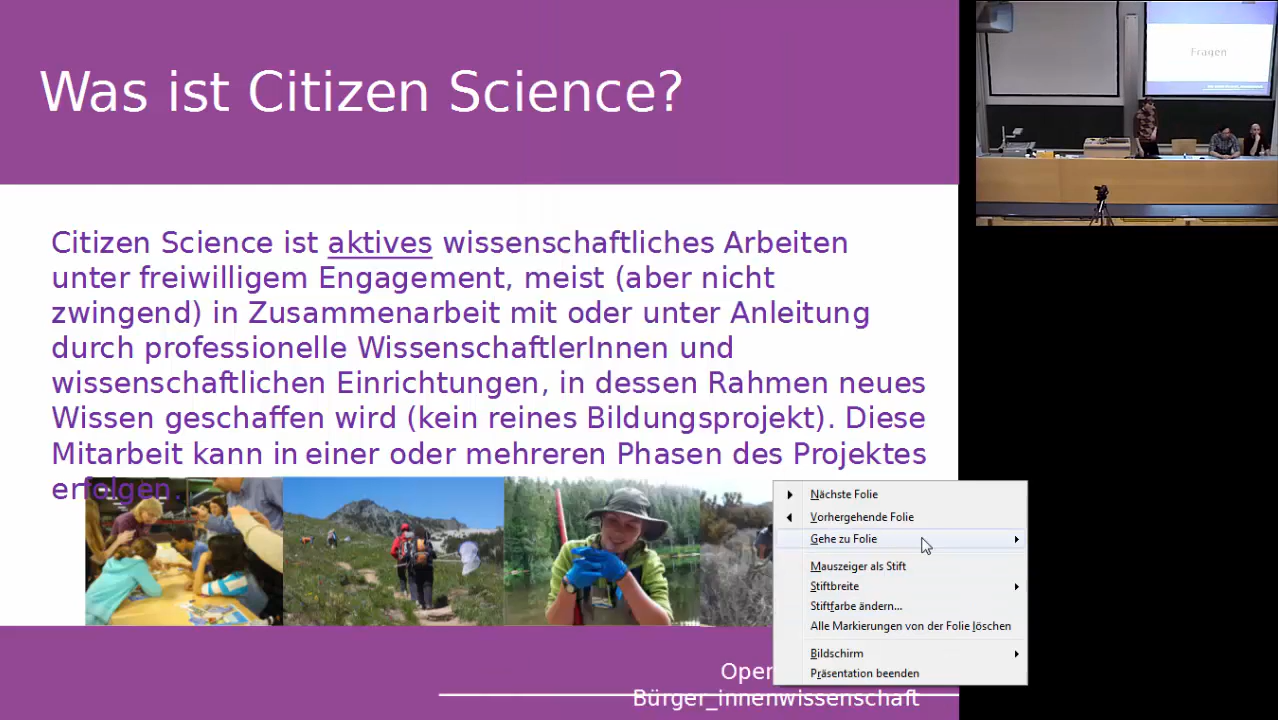 Was ist Citizen Science?
Citizen Science ist aktives wissenschaftliches Arbeiten
unter freiwilligem Engagement, meist (aber nicht
zwingend) in Zusammenarbeit mit oder unter Anleitung
durch professionelle WissenschaftlerInnen und
wissenschaftlichen Einrichtungen, in dessen Rahmen neues
Wissen geschaffen wird (kein reines Bildungsprojekt). Diese
Mitarbeit kann in einer oder mehreren Phasen des Projektes
erfolgen.
Nächste Folie
Vorhergehende Folie
Gehe zu Folie
Mauszeiger als Stift
Stiftbreite
Stiftfarbe ändern...
Alle Markierungen von der Folie löschen
Bildschirm
Präsentation beenden
Oper
Bürger_innenwissenschaft
Fragen